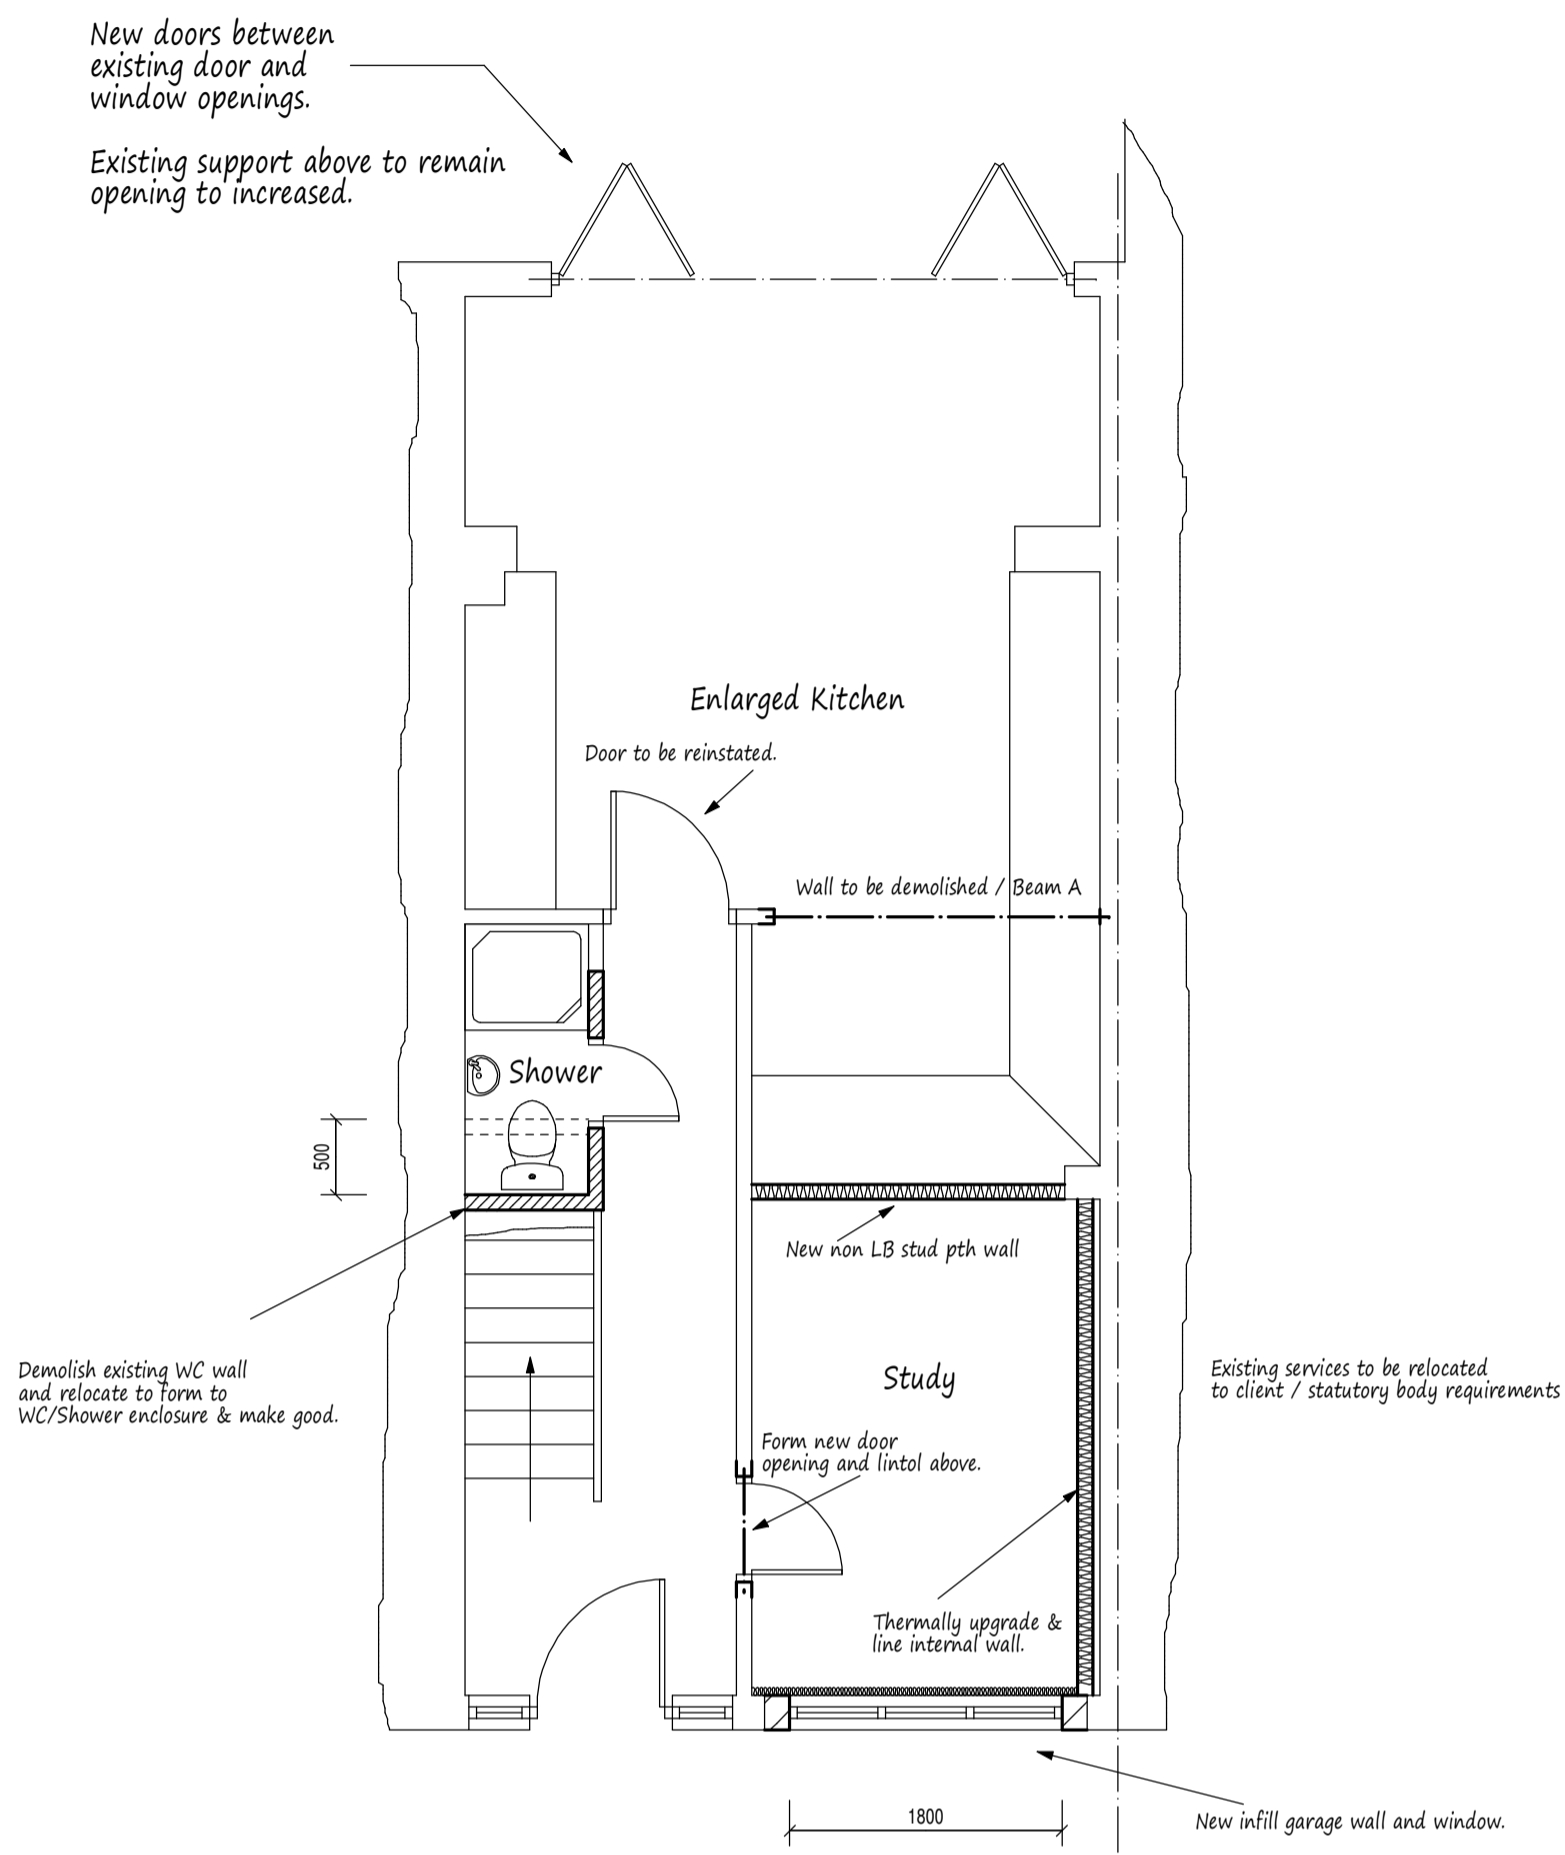 New doors between
existing door and
window openings.
Existing support above to remain
opening to increased.
Enlarged Kitchen
Door to be reinstated.
Wall to be demolished / Beam A
Shower
500
New non LB stud pth wall
Demolish existing WC wall
and relocate to form to
WC/Shower enclosure & make good.
Study
Existing services to be relocated
to client / statutory body requirements
Form new door
opening and lintol above.
Thermally upgrade &
line internal wall.
1800
New infill garage wall and window.